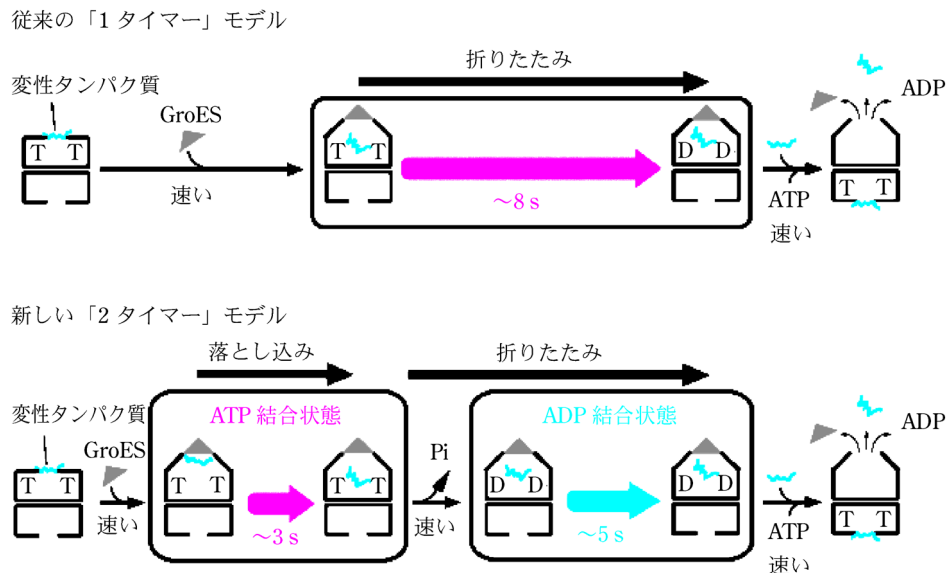 従来の「1 タイマー」モデル
折りたたみ
変性タンパク質
GroES
ADP
T T
T T
D D
速い
~8 s
T T
ATP
速い
新しい「2 タイマー」モデル
落とし込み
折りたたみ
変性タンパク質
GroES
ATP 結合状態
ADP 結合状態
ADP
Pi
T T
T T
T T
D D
D D
速い
~3 s
速い
~5 s
T T
ATP
速い